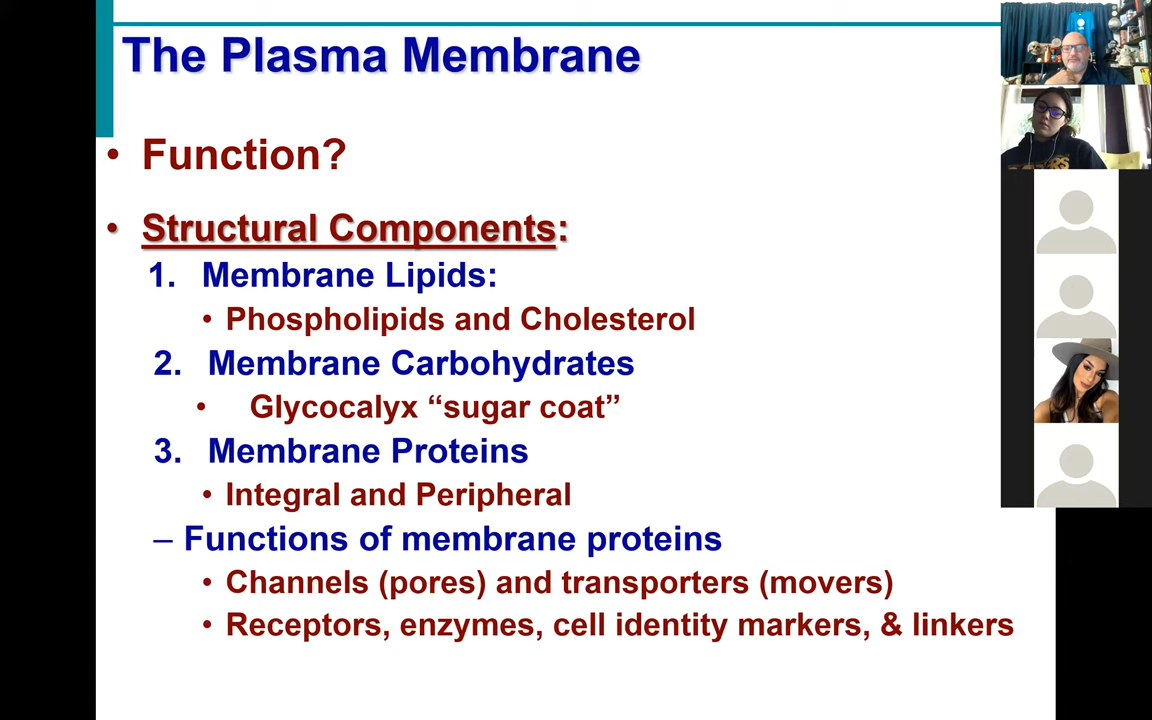 The Plasma Membrane
• Function?
• Structural Components:
1. Membrane Lipids:
• Phospholipids and Cholesterol
2. Membrane Carbohydrates
• Glycocalyx “sugar coat”
3. Membrane Proteins
• Integral and Peripheral
– Functions of membrane proteins
• Channels (pores) and transporters (movers)
• Receptors, enzymes, cell identity markers, & linkers